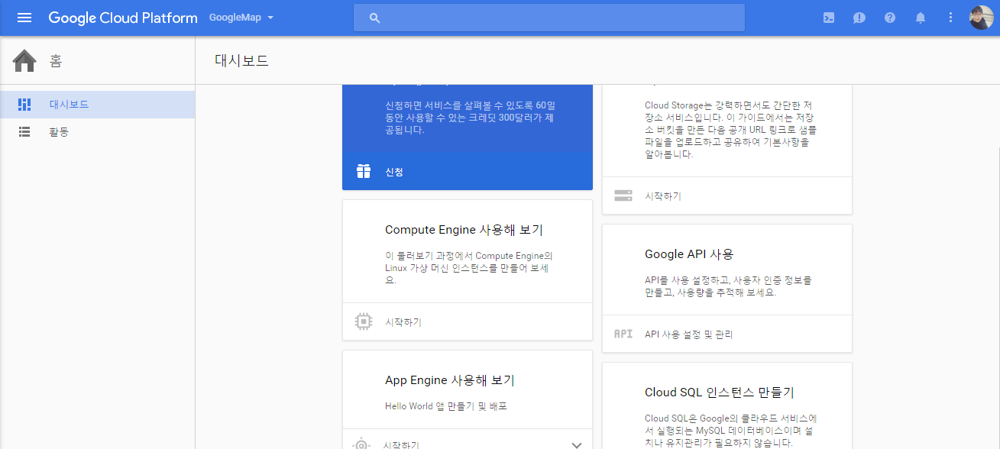 Google Cloud Platform
GoogleMap
홈
대시보드
대시보드
활동
신청하면 서비스를 살펴볼 수 있도록 60일
동안 사용할 수 있는 크레딧 300달러가 제
공됩니다.
신청
Compute Engine 사용해 보기
이 둘러보기 과정에서 Compute Engine의
Linux 가상 머신 인스턴스를 만들어 보세
요.
시작하기
App Engine 사용해 보기
Hello World 앱 만들기 및 배포
시작하기
Cloud Storage는 강력하면서도 간단한 저
장소 서비스입니다. 이 가이드에서는 저장
소 버킷을 만든 다음 공개 URL 링크로 샘플
파일을 업로드하고 공유하여 기본사항을
알아봅니다.
시작하기
Google API 사용
API를 사용 설정하고, 사용자 인증 정보를
만들고, 사용량을 추적해 보세요.
API
API 사용 설정 및 관리
Cloud SQL 인스턴스 만들기
Cloud SQL은 Google의 클라우드 서비스에
서 실행되는 MySQL 데이터베이스이며 설
치나 유지관리가 필요하지 않습니다.